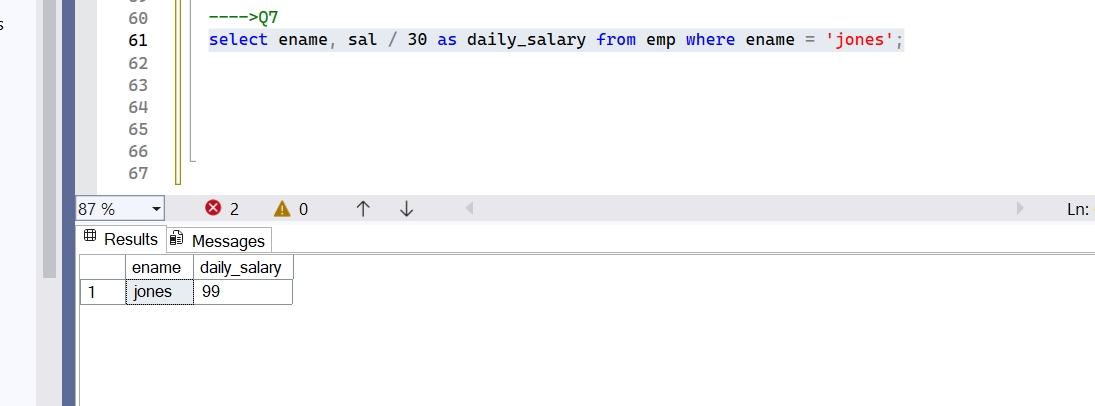 s
60 ---->Q7
61 select ename, sal / 30 as daily_salary from emp where ename = 'jones';
62
63
64
65
66
67
87 % 2 0 Ln:
Results Messages
ename daily_salary
1 jones 99